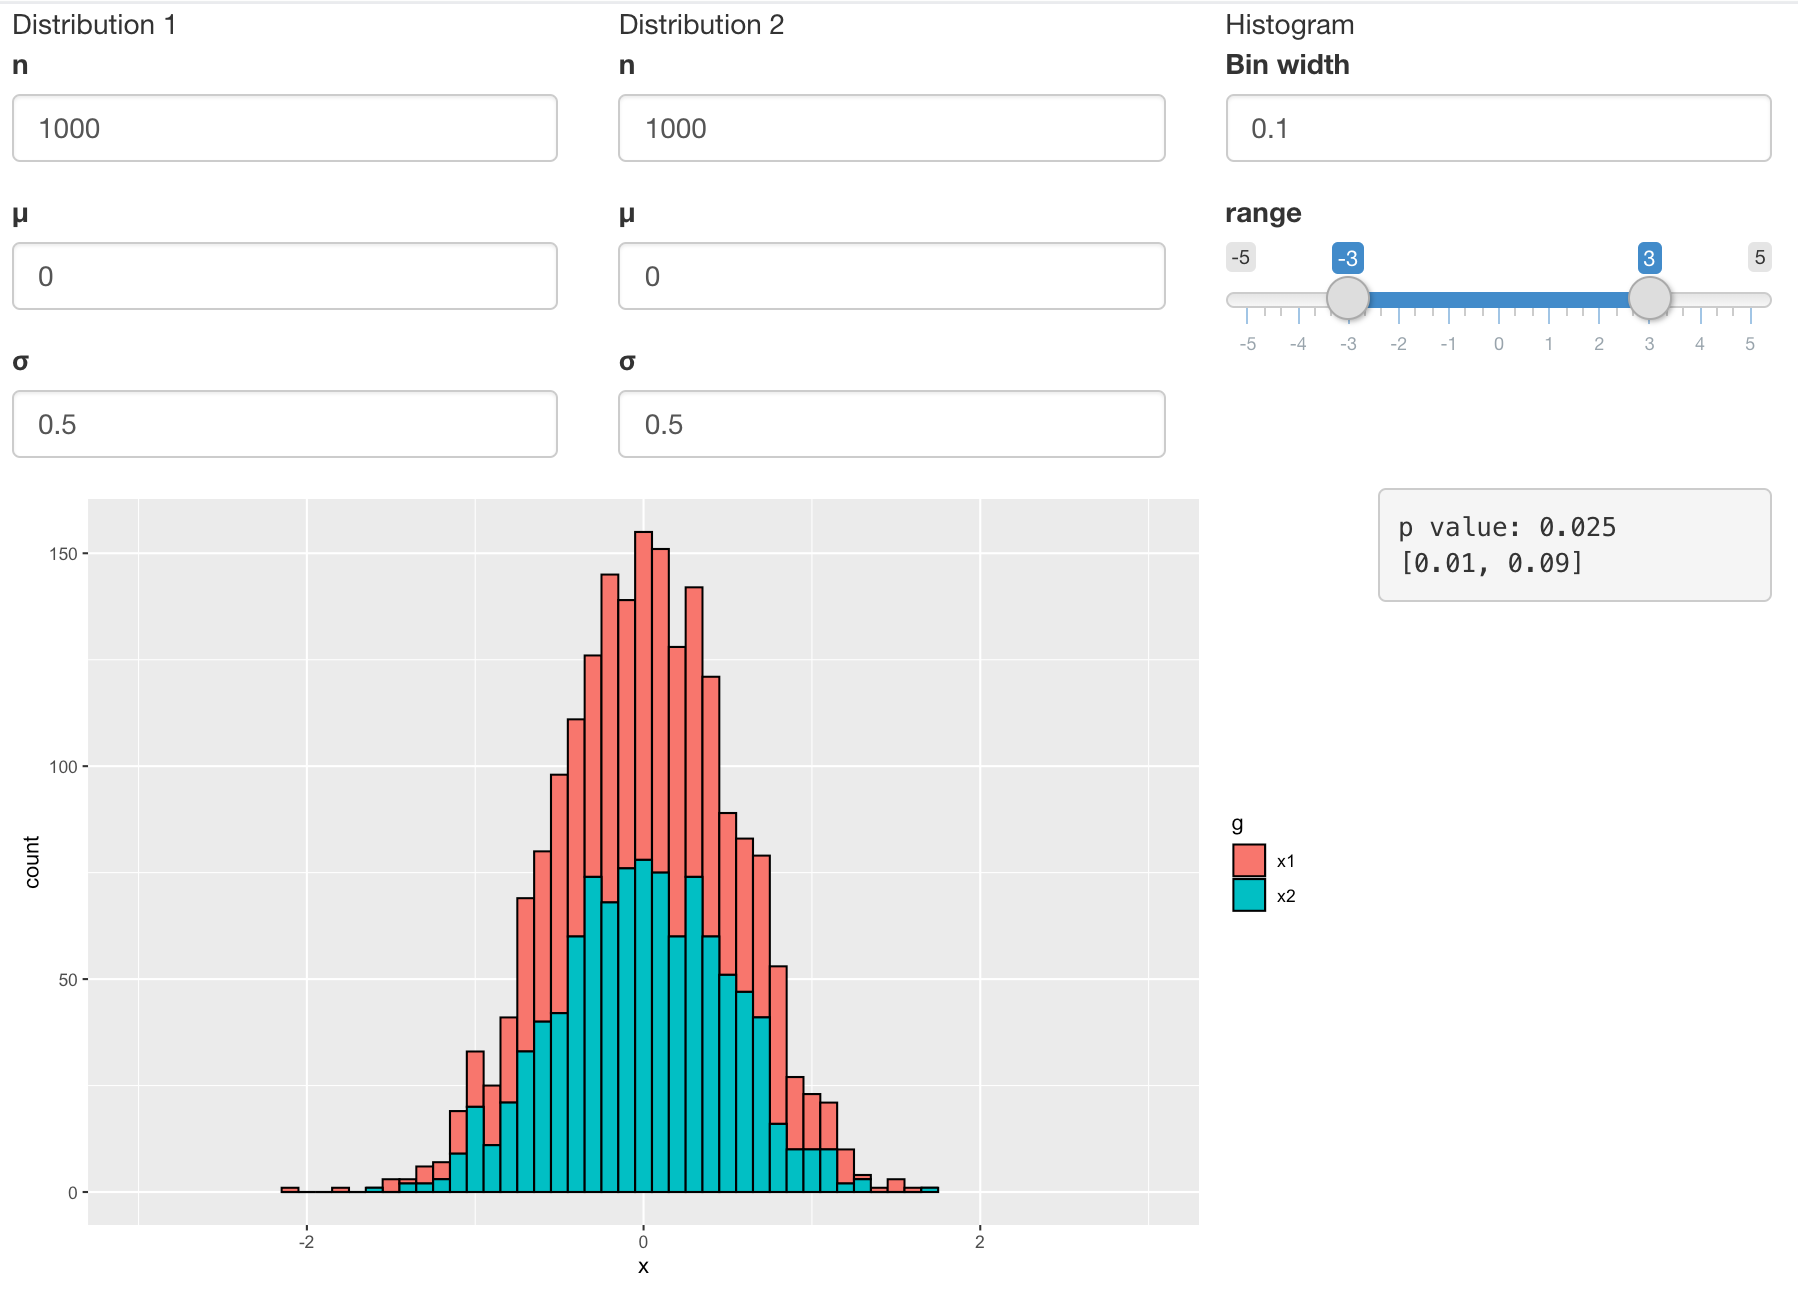 Distribution 1
n
1000
μ
0
σ
0.5
Distribution 2
n
1000
μ
0
σ
0.5
Histogram
Bin width
0.1
range
-5 -3 3 5
-5 -4 -3 -2 -1 0 1 2 3 4 5
p value: 0.025
[0.01, 0.09]
count
150
100
50
0
-2 0 2
x
g
x1
x2